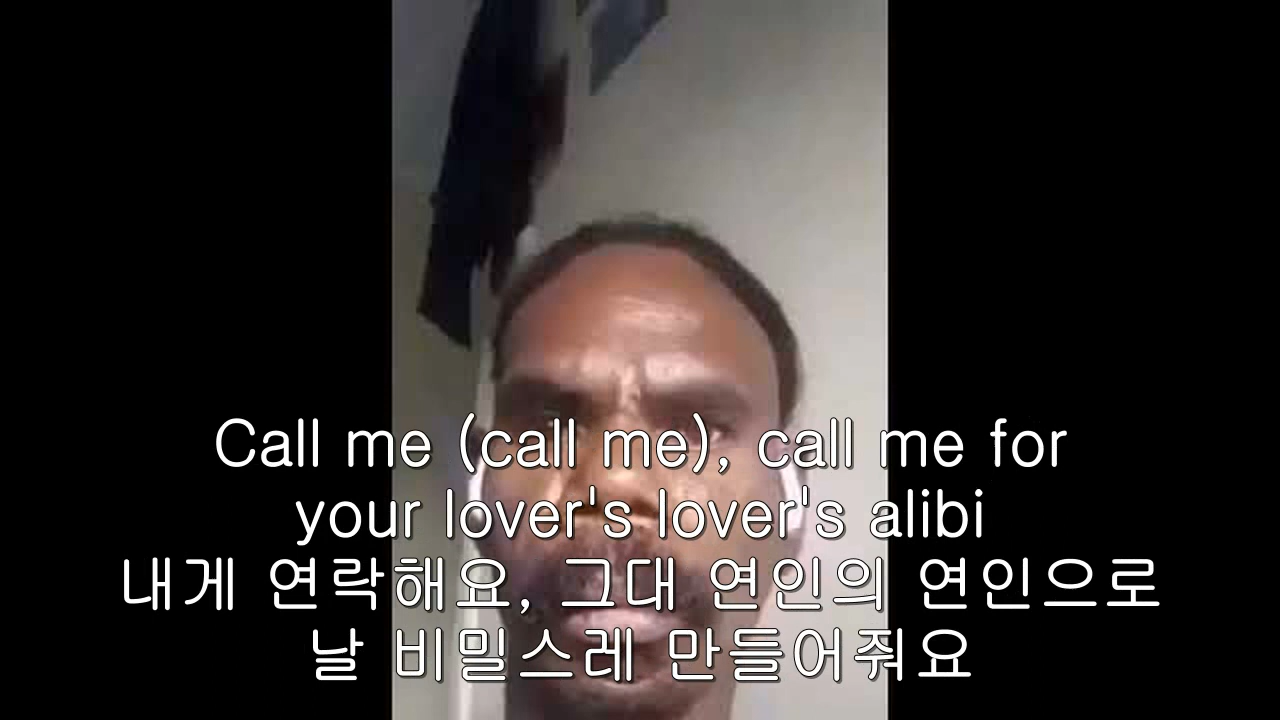 Call me (call me), call me for
your lover's lover's alibi
내게 연락해요, 그대 연인의 연인으로
날 비밀스레 만들어줘요